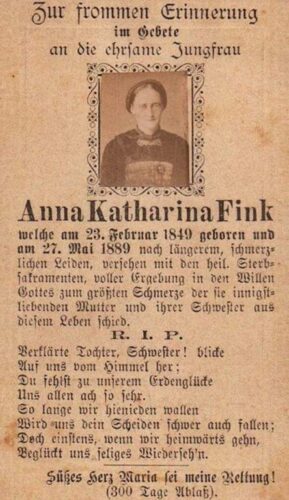 Zur frommen Erinnerung
im Gebete
an die ehrsame Jungfrau
Anna Katharina Fink
welche am 23. Februar 1849 geboren und
am 27. Mai 1889 nach längerem, schmerz-
lichen Leiden, versehen mit den heil. Sterb-
sakramenten, voller Ergebung in den Willen
Gottes zum größten Schmerze der sie innigst-
liebenden Mutter und ihrer Schwester aus
diesem Leben schied.
R. I. P.
Verklärte Tochter, Schwester! blicke
Auf uns vom Himmel her;
Du fehlst zu unserem Erdenglücke
Uns allen ach so sehr.
So lange wir hienieden wallen
Wird uns dein Scheiden schwer auch fallen;
Doch einstens, wenn wir heimwärts gehn,
Beglückt uns seliges Wiederseh'n.
Süßes Herz Maria sei meine Rettung!
(300 Tage Ablaß.)